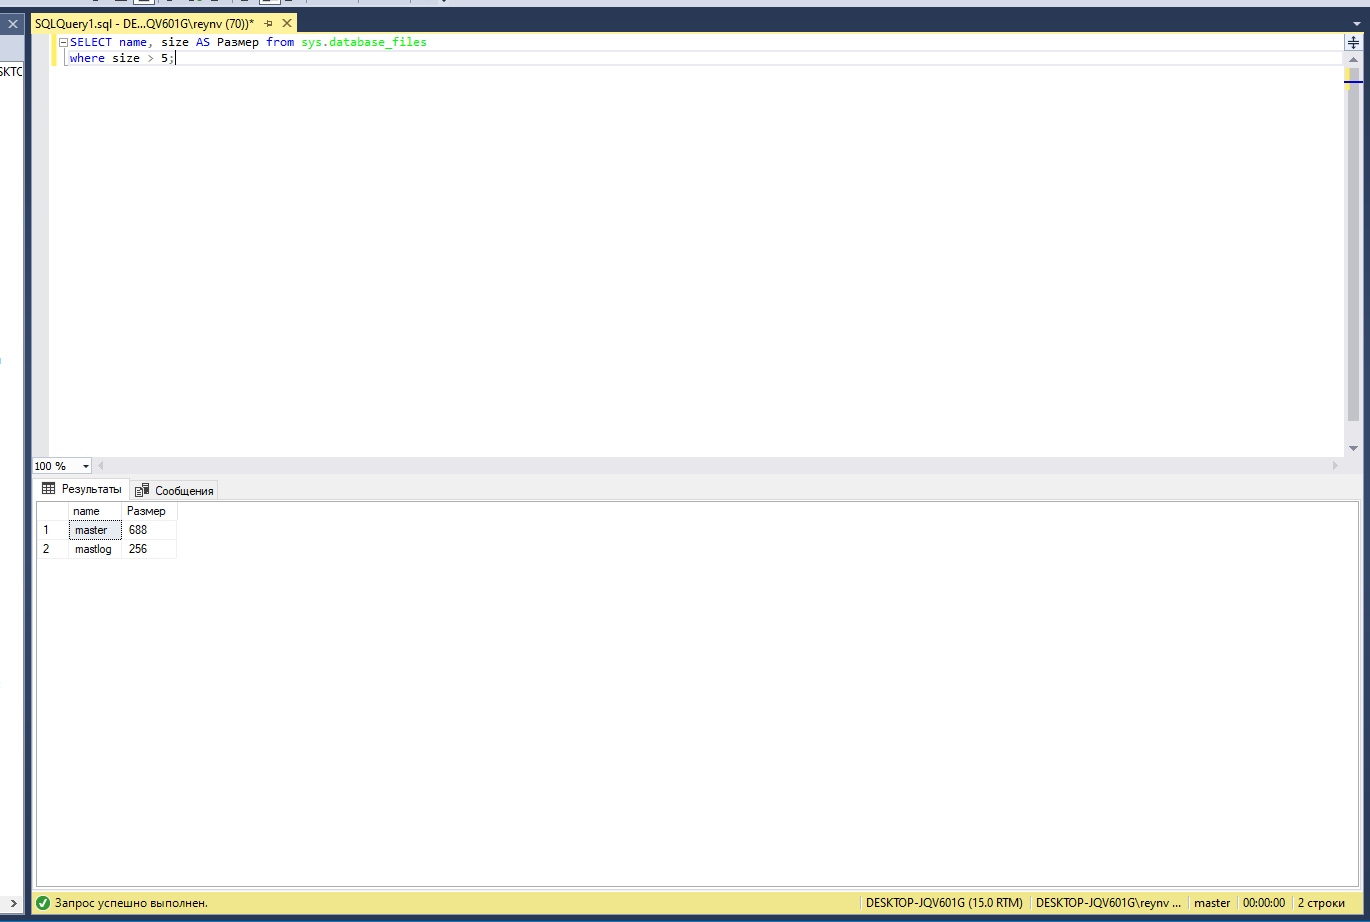 SQLQuery1.sql - DE...QV601G\reynv (70))*
SKTO
SELECT name, size AS Размер from sys.database_files
where size > 5;
100 %
Результаты Сообщения
name Размер
1 master 688
2 mastlog 256
Запрос успешно выполнен. DESKTOP-JQV601G (15.0 RTM) DESKTOP-JQV601G\reynv ... master 00:00:00 2 строки